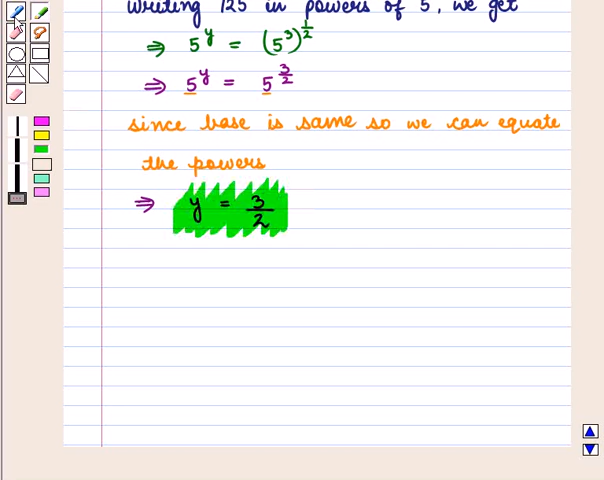 writing 125 in powers of 5, we get
⇒ 5^y = (5^3)^{1/2}
⇒ 5^y = 5^{3/2}
since base is same so we can equate
the powers
⇒ y = 3/2